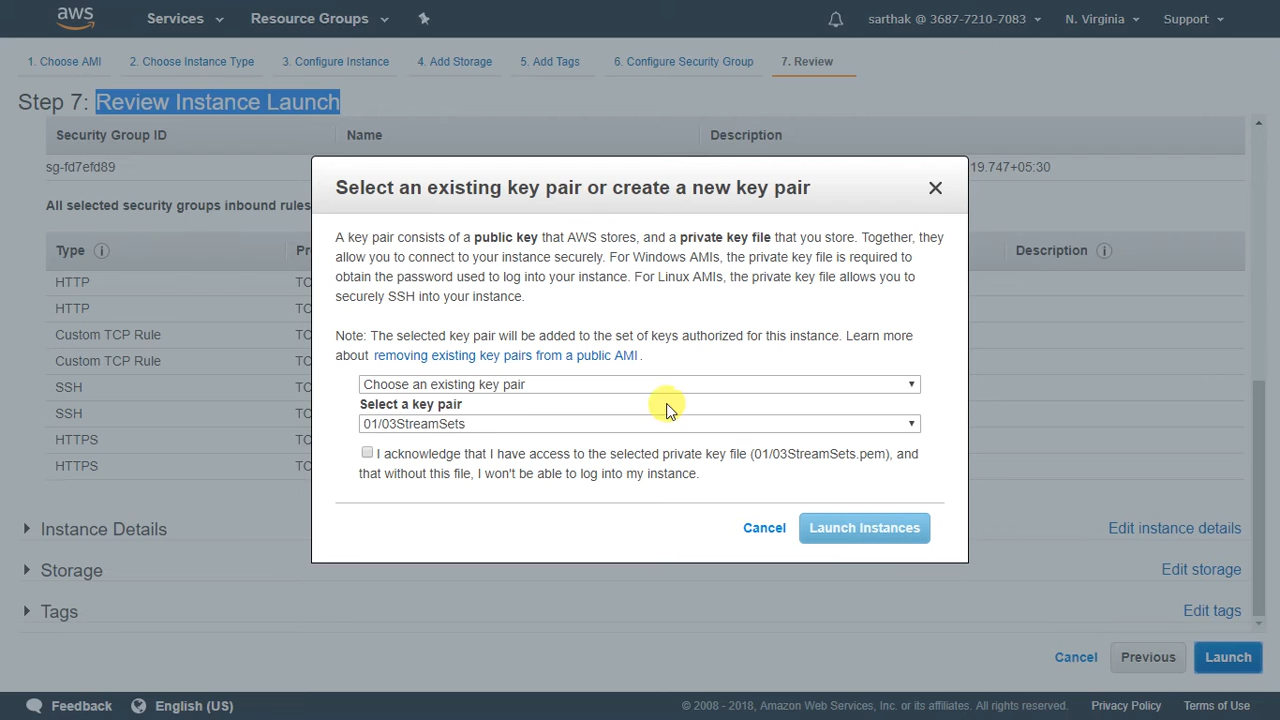 aws
Services
Resource Groups
sarthak @ 3687-7210-7083
N. Virginia
Support
1. Choose AMI
2. Choose Instance Type
3. Configure Instance
4. Add Storage
5. Add Tags
6. Configure Security Group
7. Review
Step 7: Review Instance Launch
Security Group ID
Name
Description
sg-fd7efd89
19.747+05:30
All selected security groups inbound rules
Type
Description
HTTP
TC
HTTP
TC
Custom TCP Rule
TC
Custom TCP Rule
TC
SSH
TC
SSH
TC
HTTPS
TC
HTTPS
TC
Select an existing key pair or create a new key pair
A key pair consists of a public key that AWS stores, and a private key file that you store. Together, they
allow you to connect to your instance securely. For Windows AMIs, the private key file is required to
obtain the password used to log into your instance. For Linux AMIs, the private key file allows you to
securely SSH into your instance.
Note: The selected key pair will be added to the set of keys authorized for this instance. Learn more
about removing existing key pairs from a public AMI .
Choose an existing key pair
Select a key pair
01/03StreamSets
I acknowledge that I have access to the selected private key file (01/03StreamSets.pem), and
that without this file, I won't be able to log into my instance.
Cancel
Launch Instances
Instance Details
Edit instance details
Storage
Edit storage
Tags
Edit tags
Cancel
Previous
Launch
Feedback
English (US)
© 2008 - 2018, Amazon Web Services, Inc. or its affiliates. All rights reserved.
Privacy Policy
Terms of Use